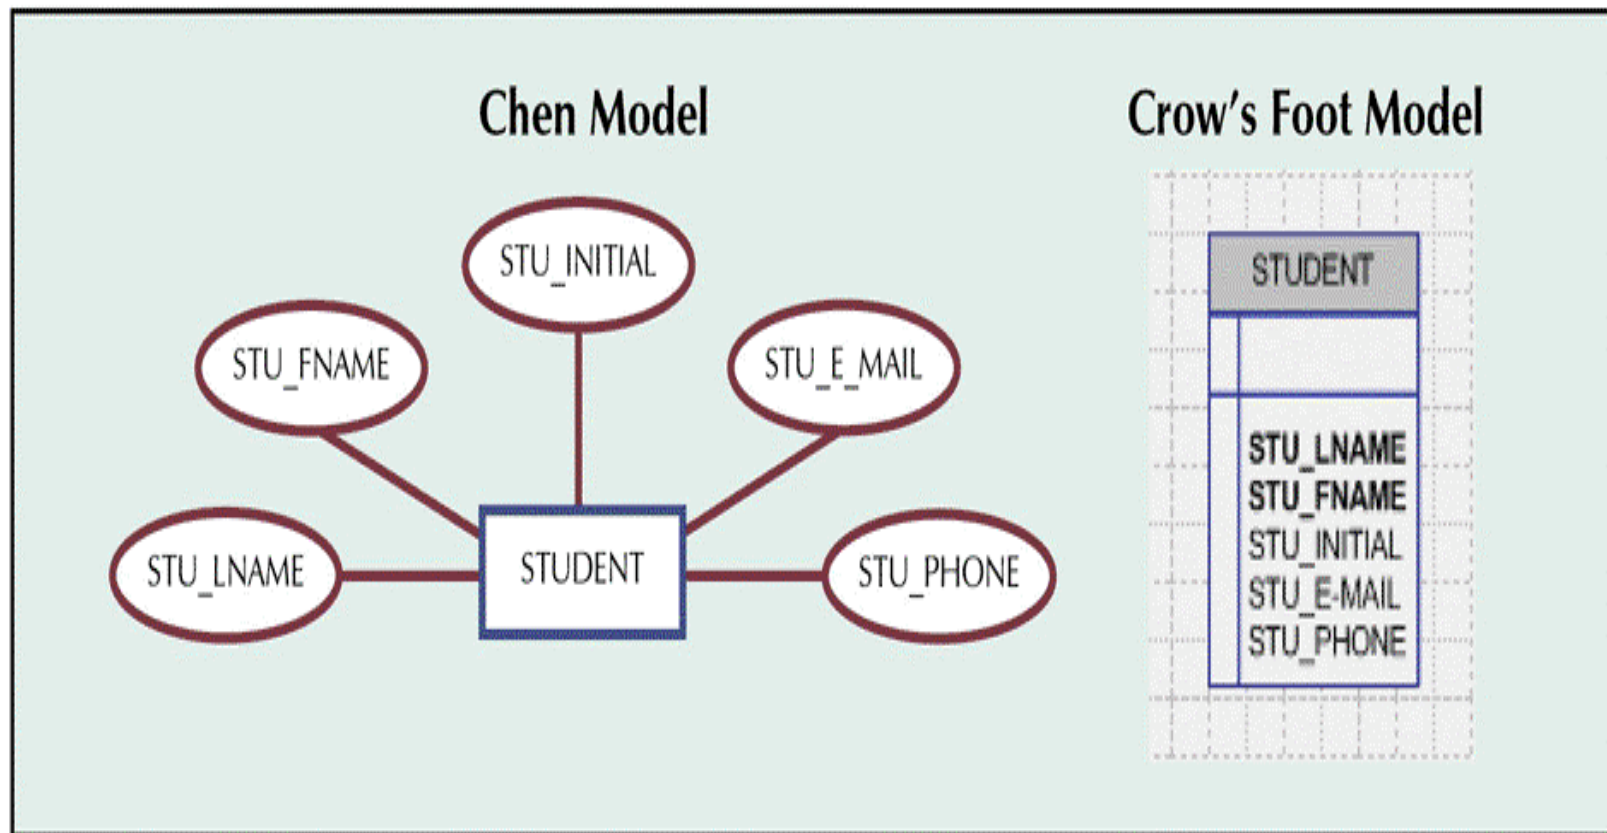 Chen Model
STU_INITIAL
STU_FNAME
STU_E_MAIL
STU_LNAME
STUDENT
STU_PHONE
Crow's Foot Model
STUDENT
STU_LNAME
STU_FNAME
STU_INITIAL
STU_E-MAIL
STU_PHONE